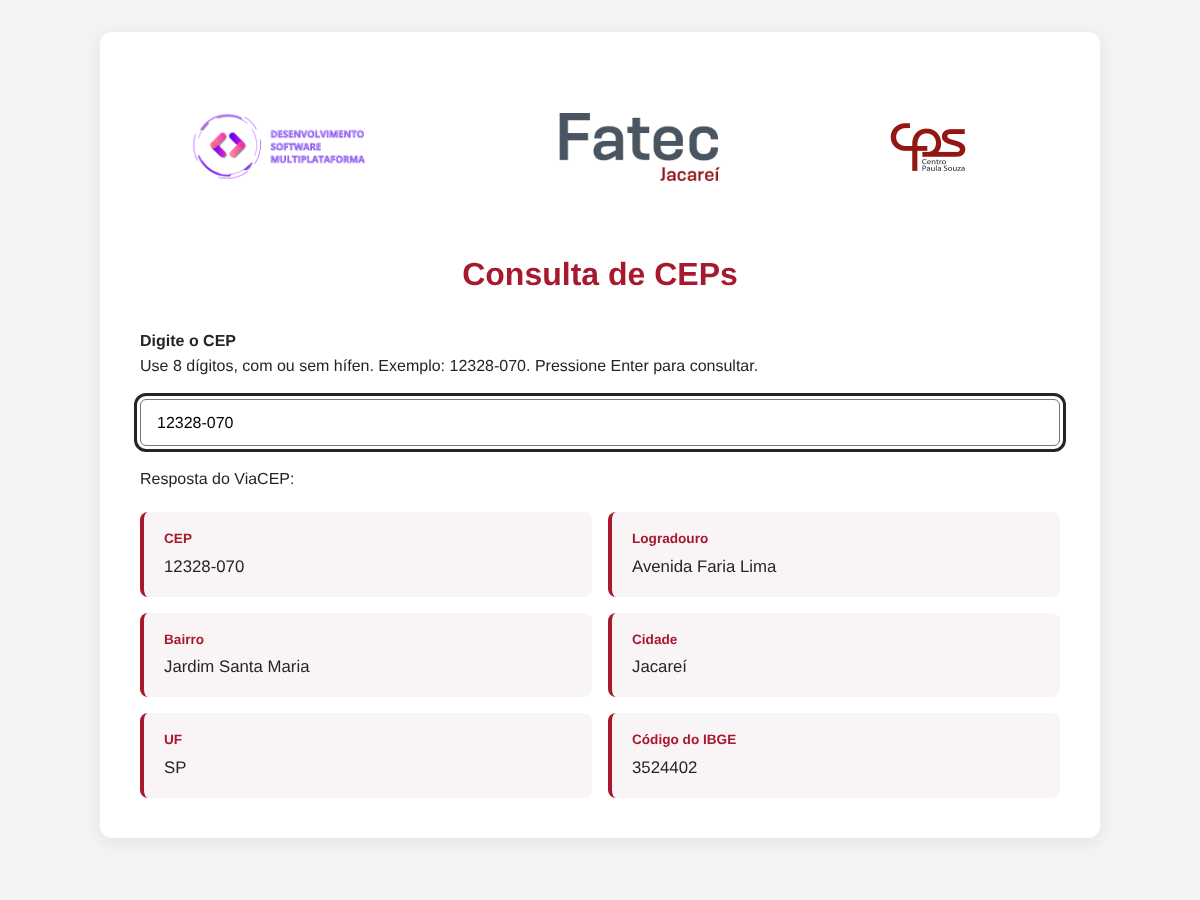 DESENVOLVIMENTO
SOFTWARE
MULTIPLATAFORMA
Fatec
Jacareí
cps
Centro
Paula Souza
Consulta de CEPs
Digite o CEP
Use 8 dígitos, com ou sem hífen. Exemplo: 12328-070. Pressione Enter para consultar.
12328-070
Resposta do ViaCEP:
CEP
12328-070
Logradouro
Avenida Faria Lima
Bairro
Jardim Santa Maria
Cidade
Jacareí
UF
SP
Código do IBGE
3524402